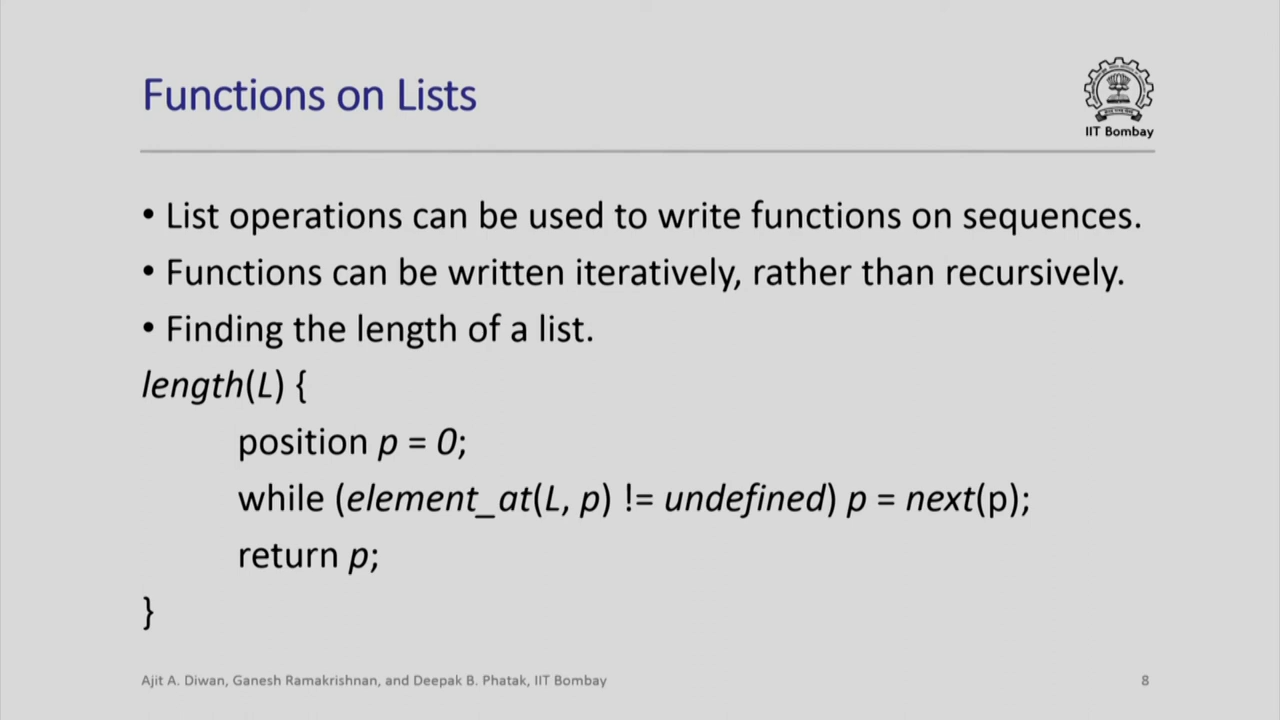 Functions on Lists
IIT Bombay
• List operations can be used to write functions on sequences.
• Functions can be written iteratively, rather than recursively.
• Finding the length of a list.
length(L) {
position p = 0;
while (element_at(L, p) != undefined) p = next(p);
return p;
}
Ajit A. Diwan, Ganesh Ramakrishnan, and Deepak B. Phatak, IIT Bombay
8